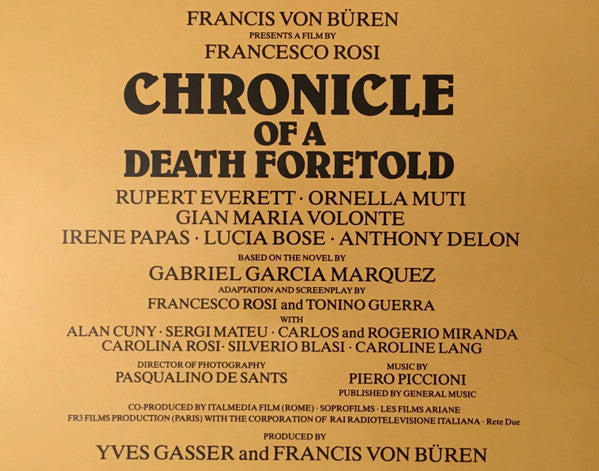 FRANCIS VON BÜREN
PRESENTS A FILM BY
FRANCESCO ROSI
CHRONICLE
OF A
DEATH FORETOLD
RUPERT EVERETT · ORNELLA MUTI
GIAN MARIA VOLONTE
IRENE PAPAS · LUCIA BOSE · ANTHONY DELON
BASED ON THE NOVEL BY
GABRIEL GARCIA MARQUEZ
ADAPTATION AND SCREENPLAY BY
FRANCESCO ROSI and TONINO GUERRA
WITH
ALAN CUNY · SERGI MATEU · CARLOS and ROGERIO MIRANDA
CAROLINA ROSI · SILVERIO BLASI · CAROLINE LANG
DIRECTOR OF PHOTOGRAPHY
PASQUALINO DE SANTS
MUSIC BY
PIERO PICCIONI
PUBLISHED BY GENERAL MUSIC
CO-PRODUCED BY ITALMEDIA FILM (ROME) · SOPROFILMS · LES FILMS ARIANE
FR3 FILMS PRODUCTION (PARIS) WITH THE CORPORATION OF RAI RADIOTELEVISIONE ITALIANA · Rete Due
PRODUCED BY
YVES GASSER and FRANCIS VON BÜREN